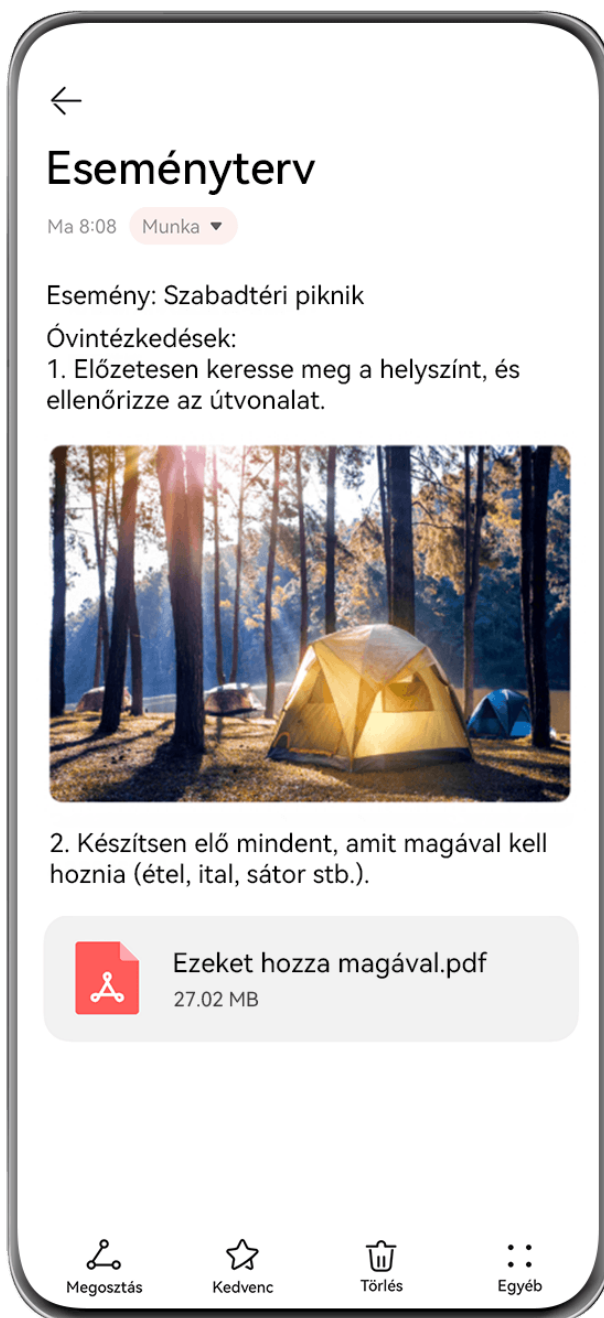 Eseményterv
Ma 8:08 Munka
Esemény: Szabadtéri piknik
Óvintézkedések:
1. Előzetesen keresse meg a helyszínt, és
ellenőrizze az útvonalat.
2. Készítsen elő mindent, amit magával kell
hoznia (étel, ital, sátor stb.).
Ezeket hozza magával.pdf
27.02 MB
Megosztás Kedvenc Törlés Egyéb